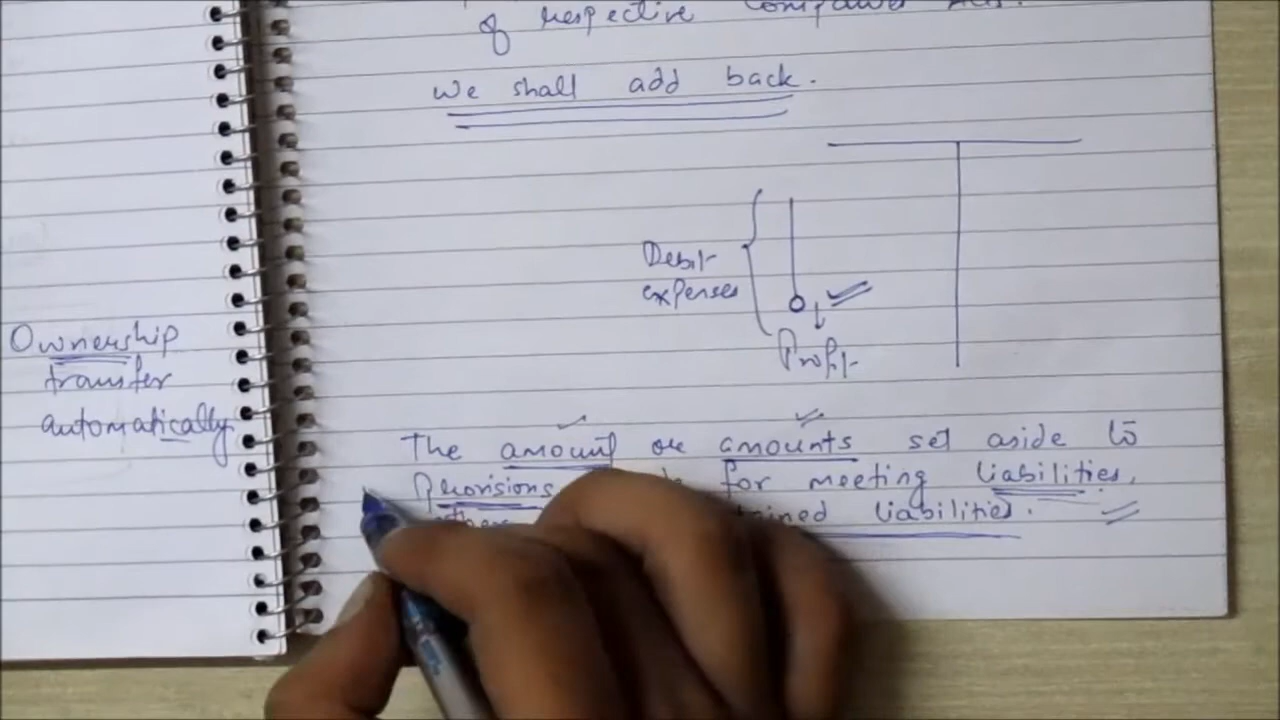 of respective
we shall add back.
Debit
expenses
Profit
Ownership
transfer
automatically
The amount or amounts set aside to
Provisions for meeting liabilities,
liabilities.